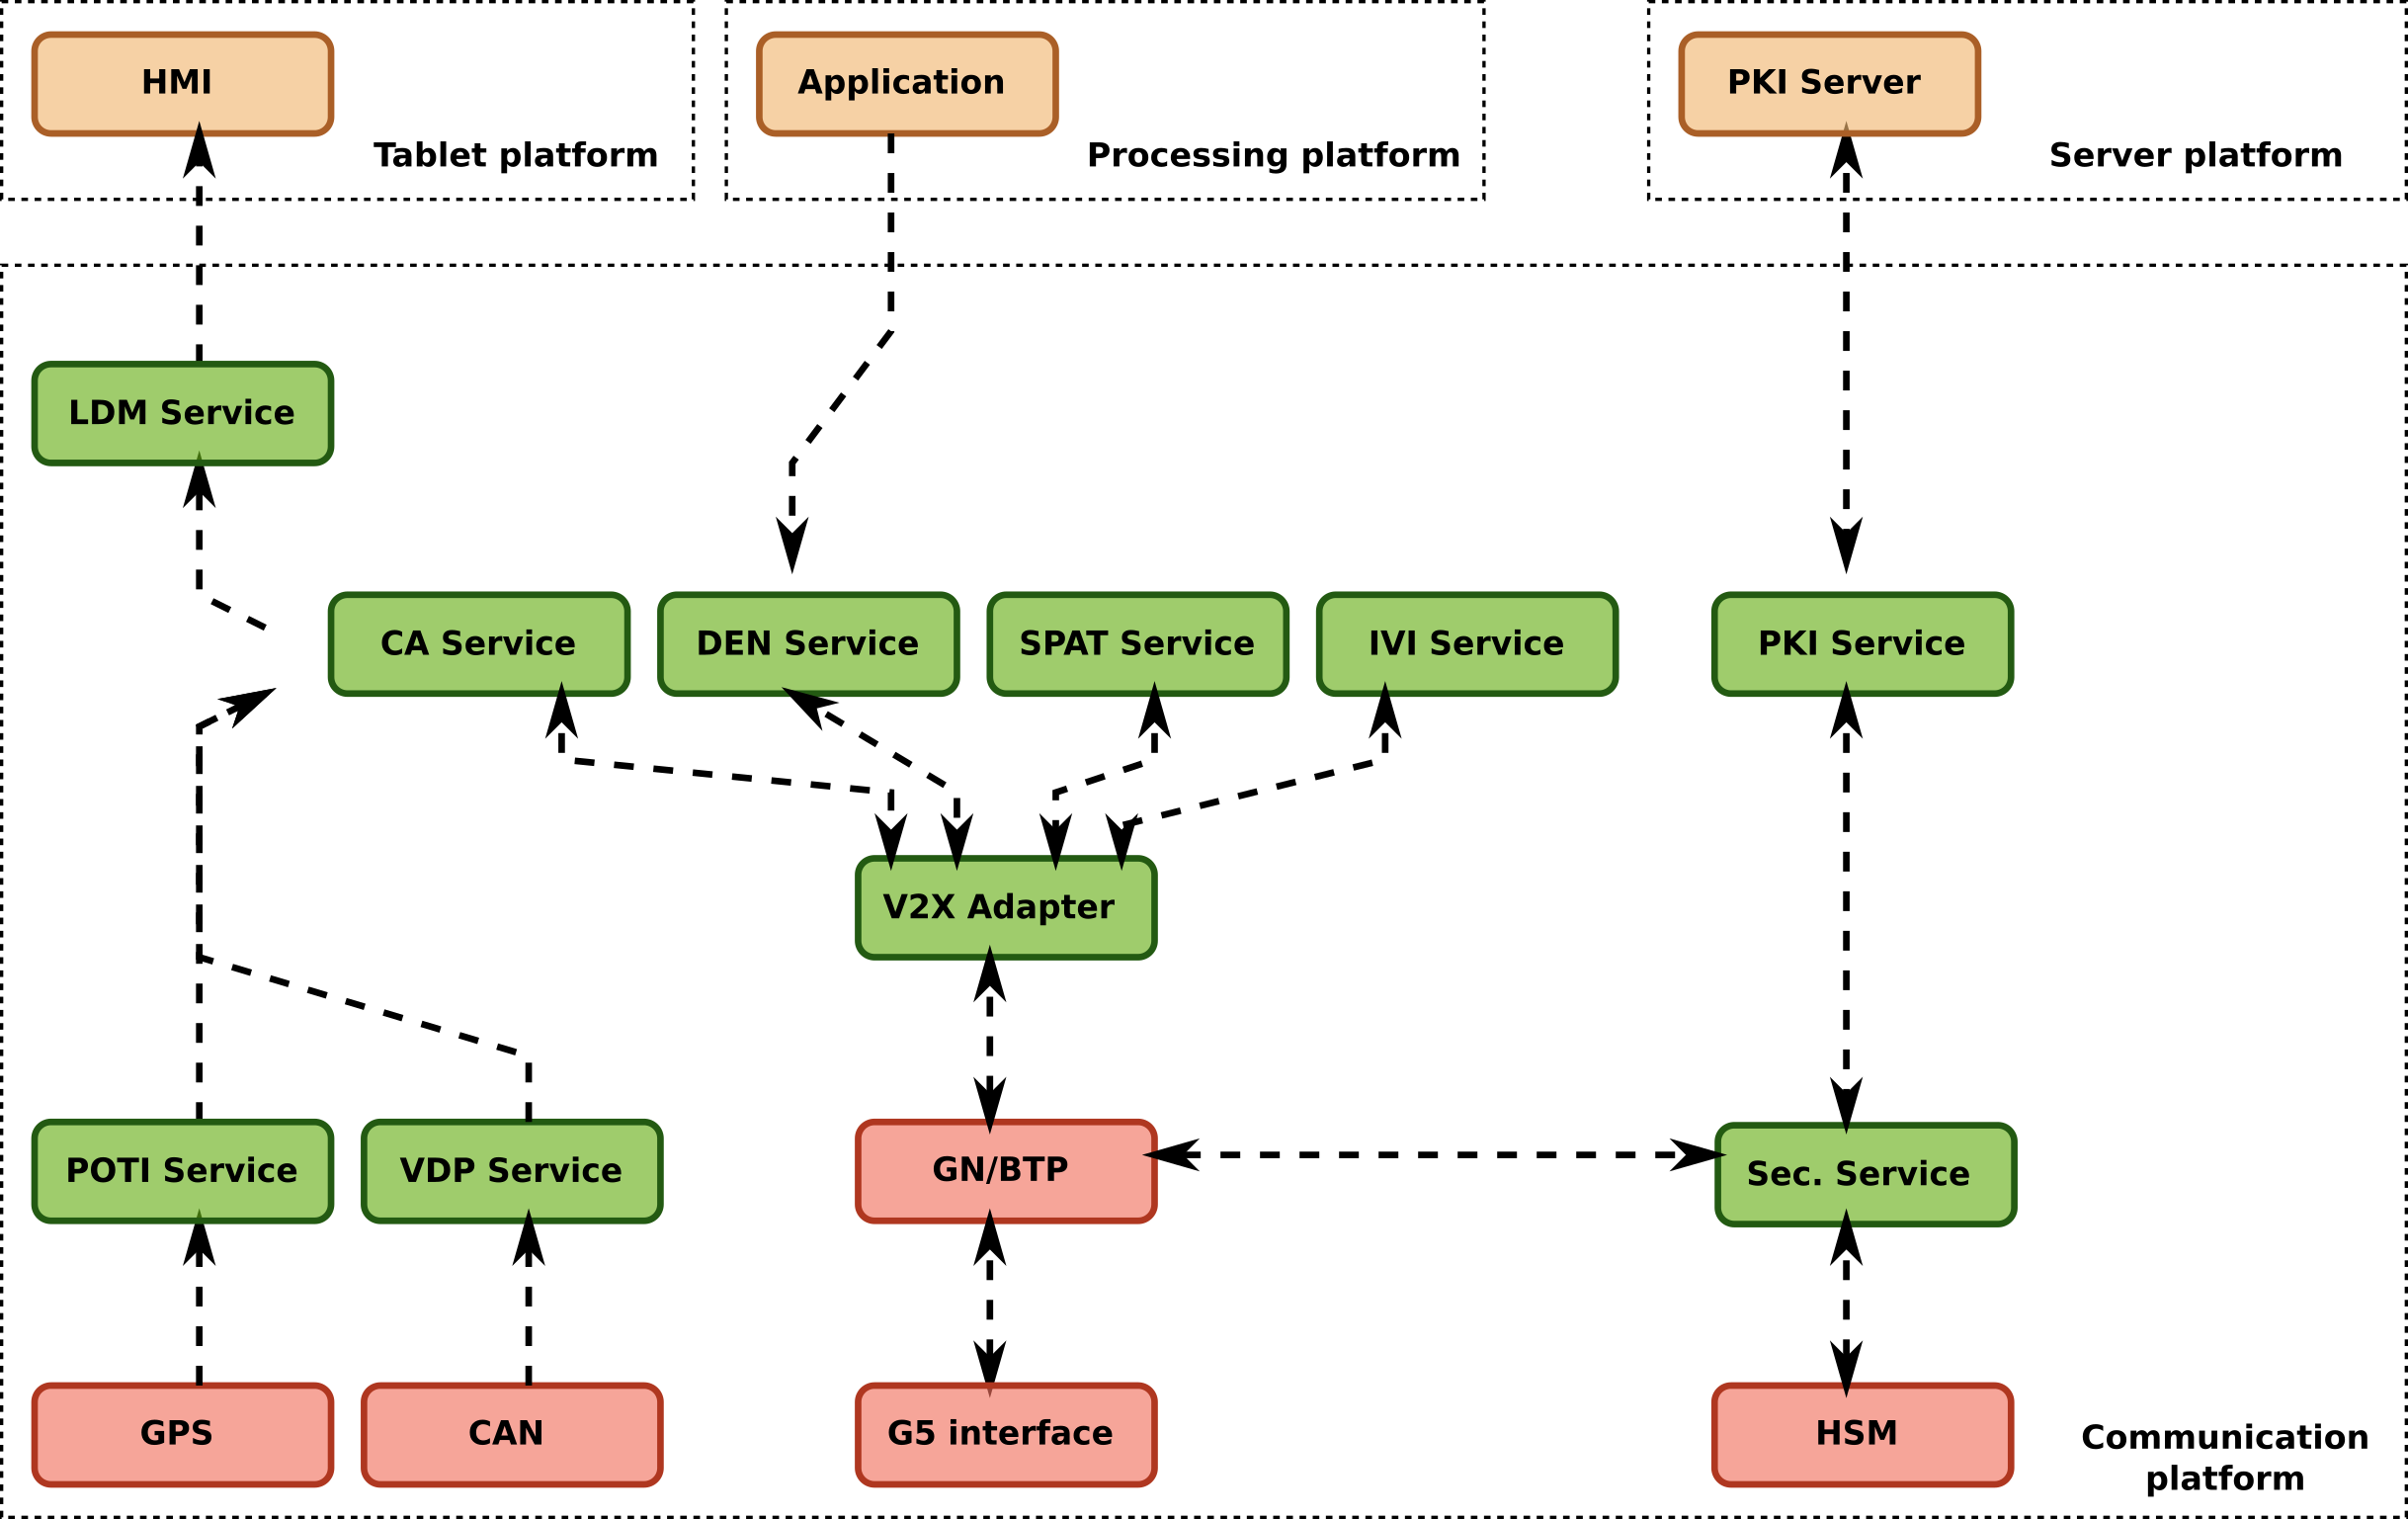 HMI
Tablet platform
Application
Processing platform
PKI Server
Server platform
LDM Service
CA Service
DEN Service
SPAT Service
IVI Service
PKI Service
V2X Adapter
POTI Service
VDP Service
GN/BTP
Sec. Service
GPS
CAN
G5 interface
HSM
Communication
platform